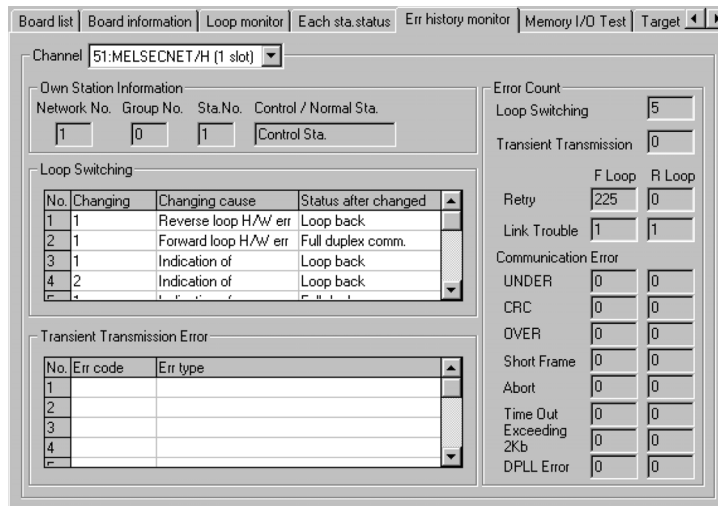 Board list Board information Loop monitor Each sta.status Err history monitor Memory I/O Test Target
Channel 51:MELSECNET/H (1 slot)
Own Station Information
Network No. Group No. Sta.No. Control / Normal Sta.
1 0 1 Control Sta.
Loop Switching
No. Changing Changing cause Status after changed
1 1 Reverse loop H/W err Loop back
2 1 Forward loop H/W err Full duplex comm.
3 1 Indication of Loop back
4 2 Indication of Loop back
Transient Transmission Error
No. Err code Err type
1
2
3
4
Error Count
Loop Switching 5
Transient Transmission 0
F Loop R Loop
Retry 225 0
Link Trouble 1 1
Communication Error
UNDER 0 0
CRC 0 0
OVER 0 0
Short Frame 0 0
Abort 0 0
Time Out 0 0
Exceeding
2Kb 0 0
DPLL Error 0 0